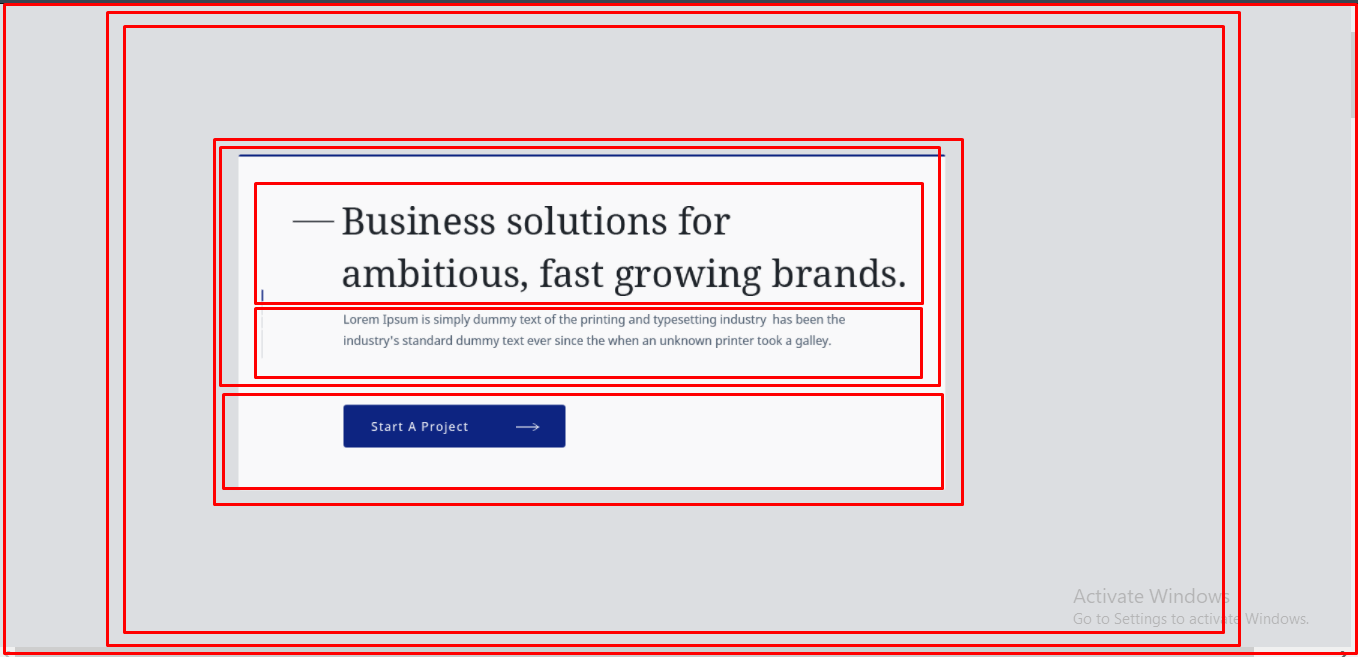 Business solutions for
ambitious, fast growing brands.
Lorem Ipsum is simply dummy text of the printing and typesetting industry  has been the
industry's standard dummy text ever since the when an unknown printer took a galley.
Start A Project
Activate Windows
Go to Settings to activate Windows.